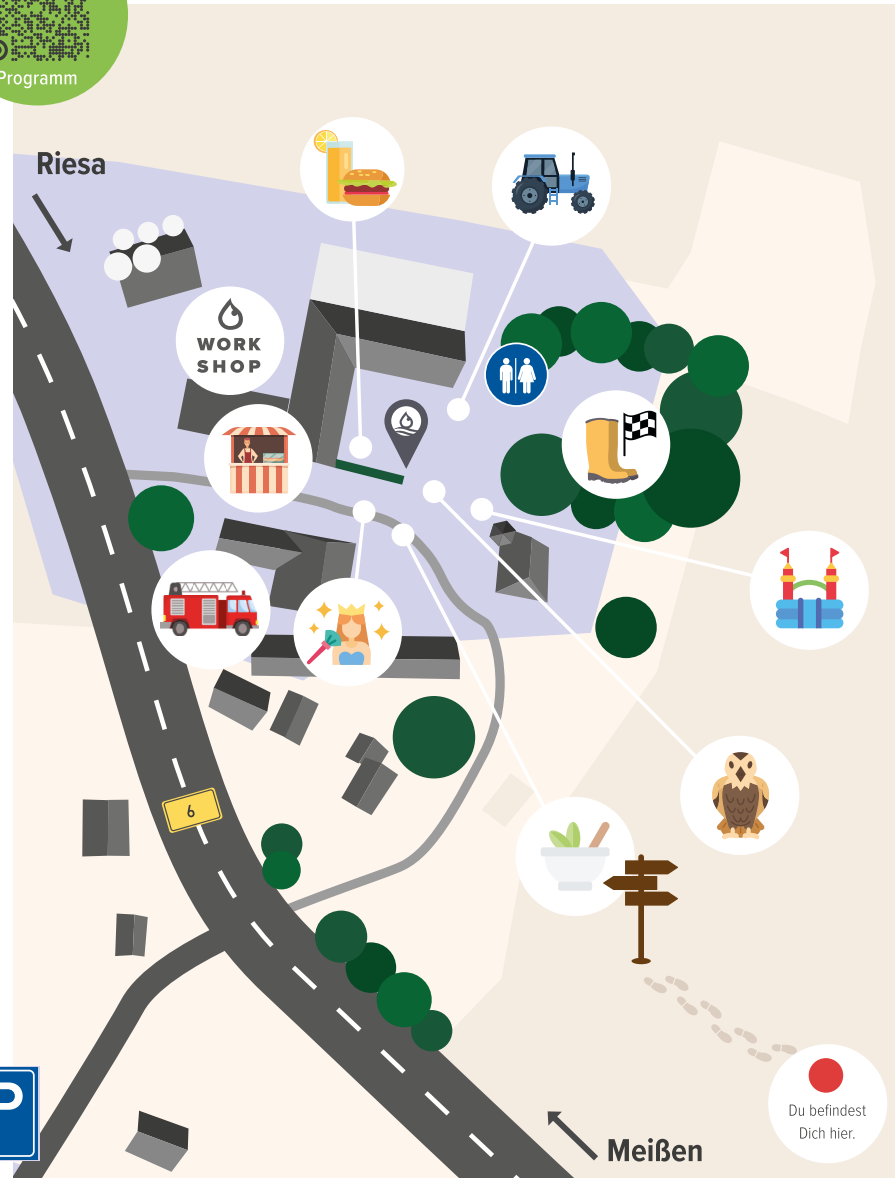 Programm
Riesa
WORK
SHOP
6
P
Du befindest
Dich hier.
Meißen